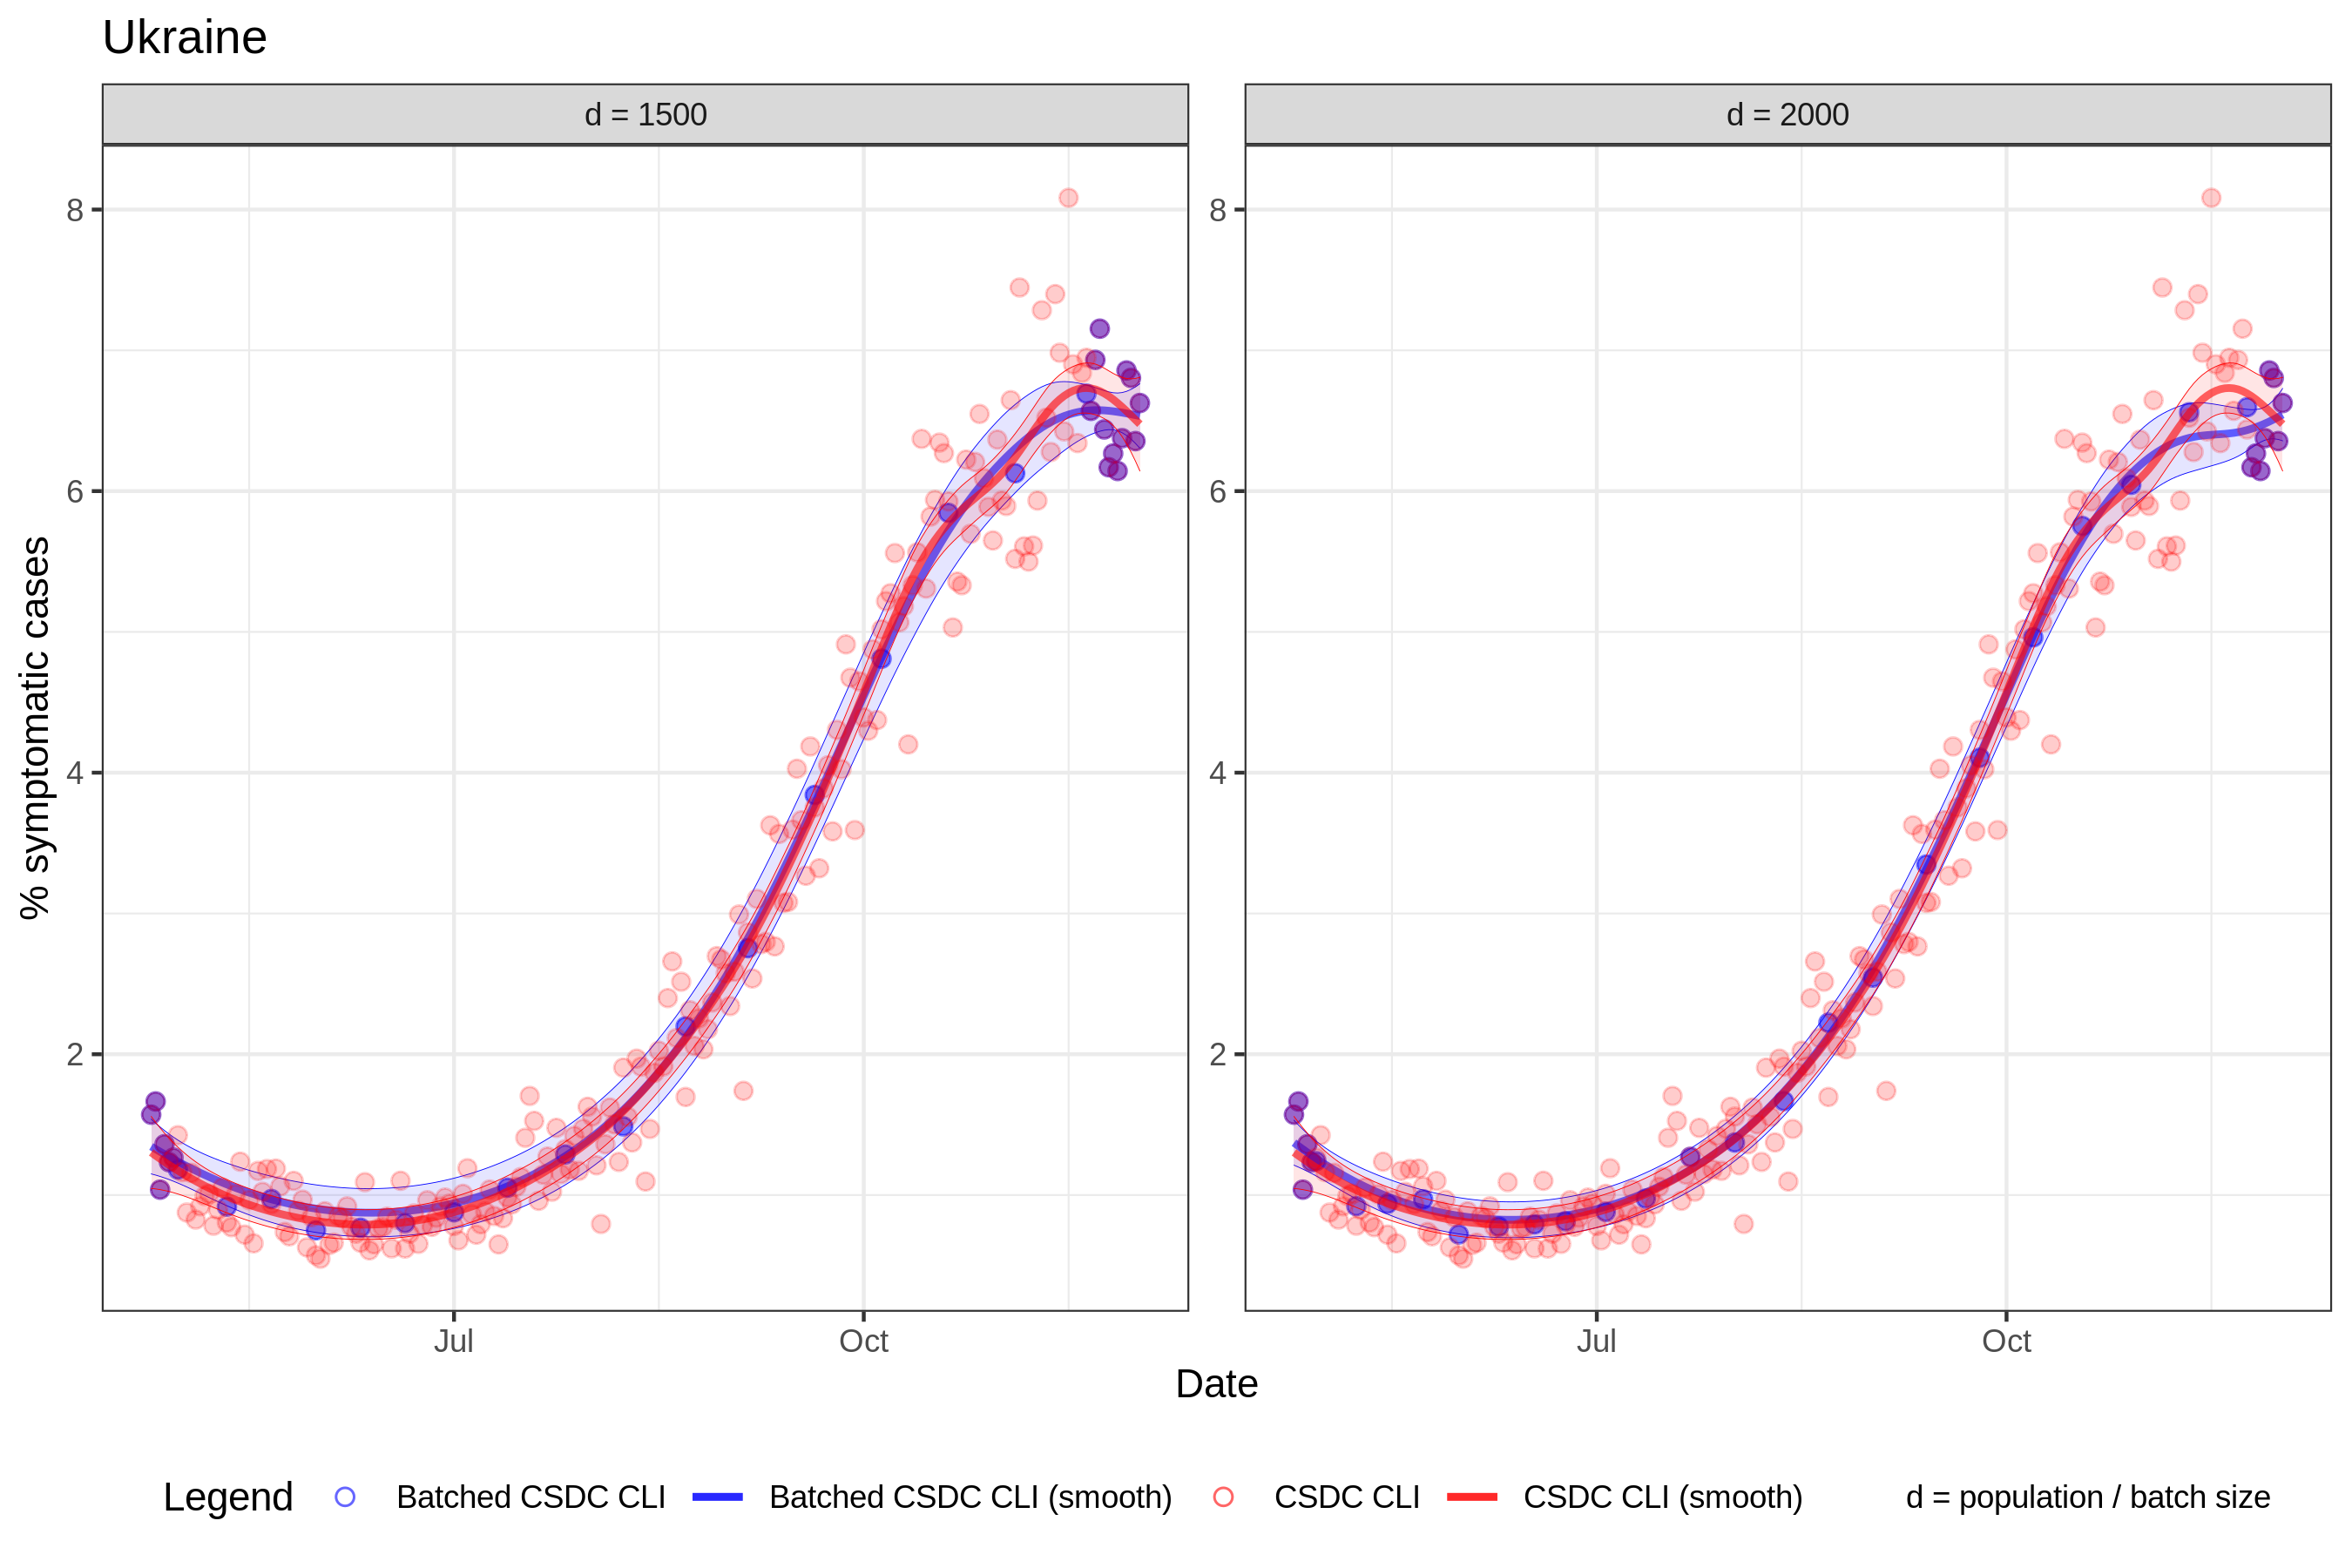 Ukraine
d = 1500
d = 2000
% symptomatic cases
8
6
4
2
8
6
4
2
Jul
Oct
Jul
Oct
Date
Legend
Batched CSDC CLI
Batched CSDC CLI (smooth)
CSDC CLI
CSDC CLI (smooth)
d = population / batch size